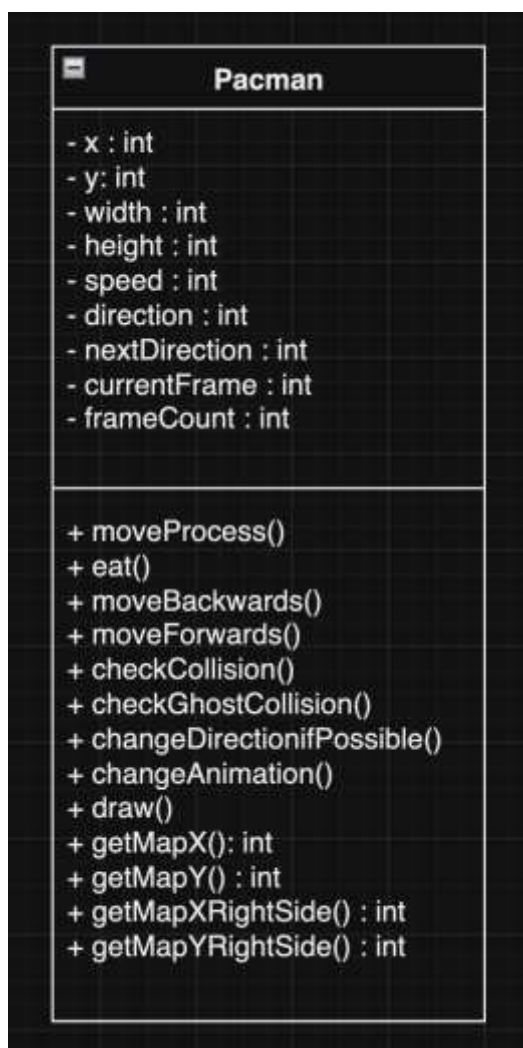 Pacman
- x : int
- y: int
- width : int
- height : int
- speed : int
- direction : int
- nextDirection : int
- currentFrame : int
- frameCount : int
+ moveProcess()
+ eat()
+ moveBackwards()
+ moveForwards()
+ checkCollision()
+ checkGhostCollision()
+ changeDirectionifPossible()
+ changeAnimation()
+ draw()
+ getMapX(): int
+ getMapY() : int
+ getMapXRightSide() : int
+ getMapYRightSide() : int